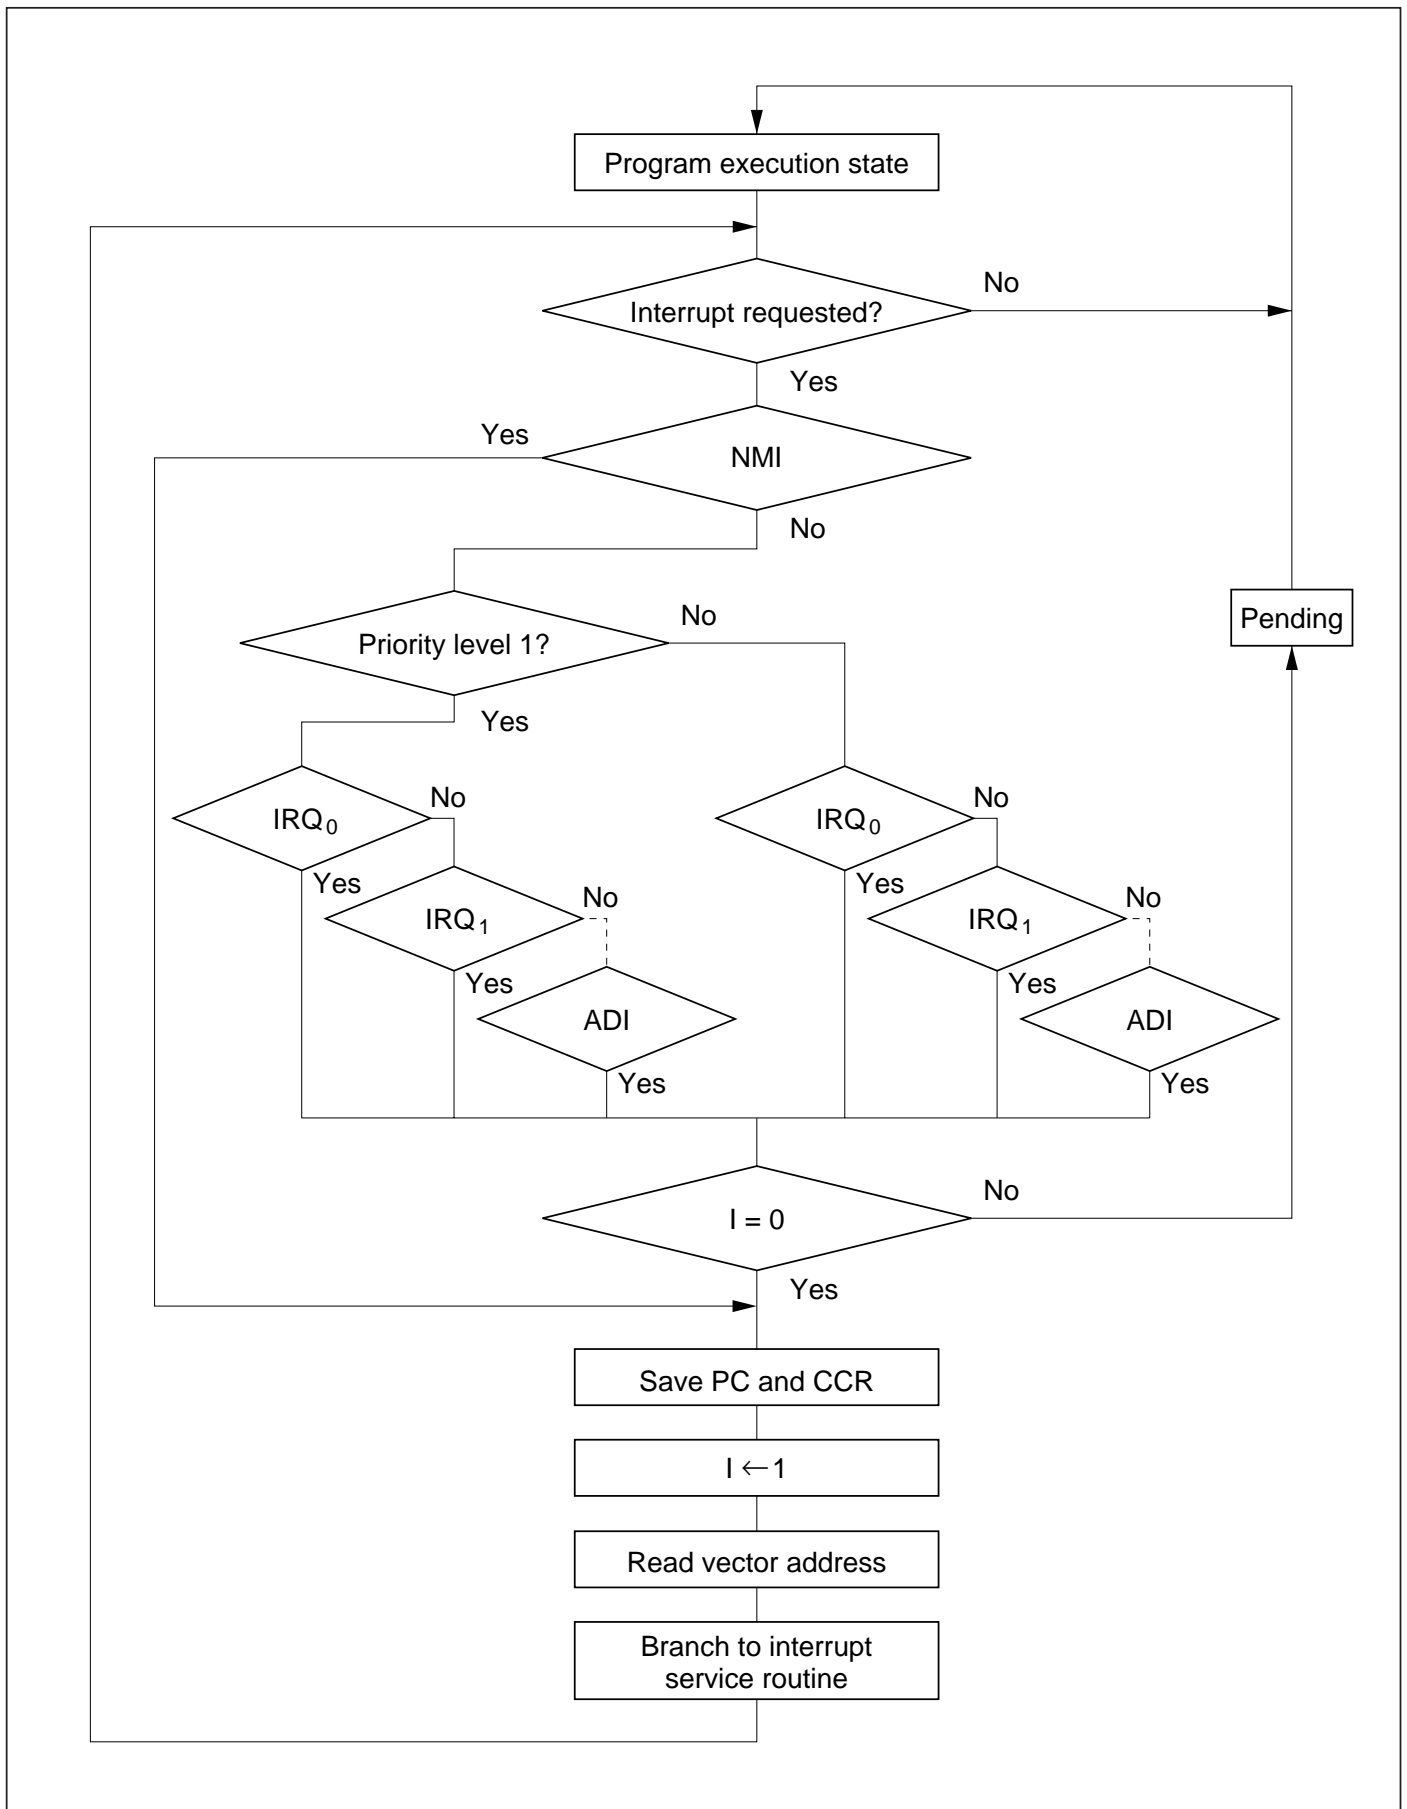 Program execution state
No
Interrupt requested?
Yes
Yes
NMI
No
No
Pending
Priority level 1?
Yes
No
No
IRQ0
IRQ0
Yes
No
Yes
No
IRQ1
IRQ1
Yes
Yes
ADI
ADI
Yes
Yes
No
I = 0
Yes
Save PC and CCR
I ←1
Read vector address
Branch to interrupt
service routine